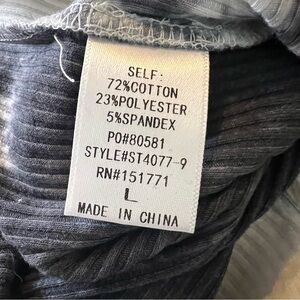 SELF:
72%COTTON
23%POLYESTER
5%SPANDEX
PO#80581
STYLE#ST4077-9
RN#151771
L
MADE IN CHINA